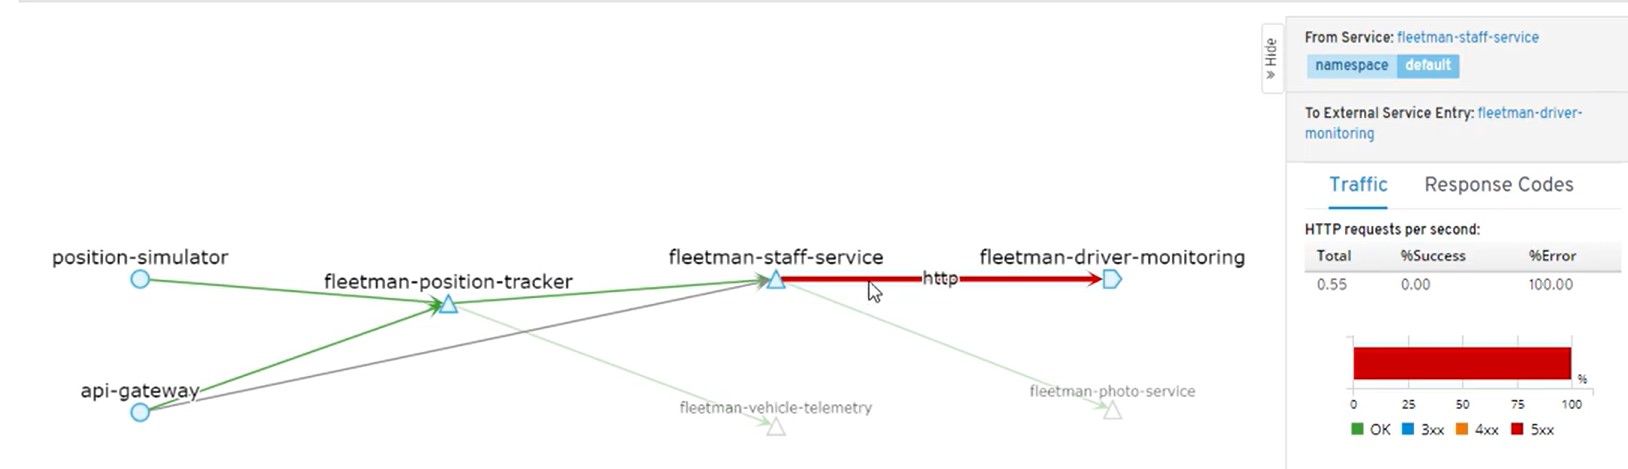 position-simulator
fleetman-position-tracker
fleetman-staff-service
fleetman-driver-monitoring
http
api-gateway
fleetman-vehicle-telemetry
fleetman-photo-service
Hide
From Service: fleetman-staff-service
namespace default
To External Service Entry: fleetman-driver-
monitoring
Traffic Response Codes
HTTP requests per second:
Total %Success %Error
0.55 0.00 100.00
%
0 25 50 75 100
OK 3xx 4xx 5xx